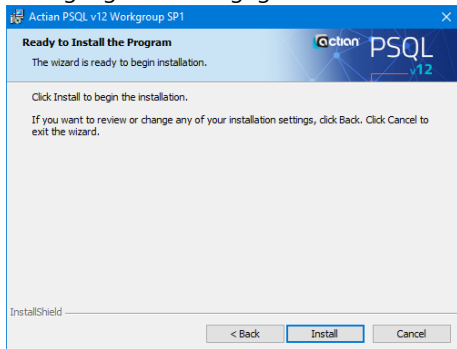 Actian PSQL v12 Workgroup SP1
Ready to Install the Program
The wizard is ready to begin installation.
actian PSQL
v12
Click Install to begin the installation.
If you want to review or change any of your installation settings, click Back. Click Cancel to
exit the wizard.
InstallShield
< Back Install Cancel